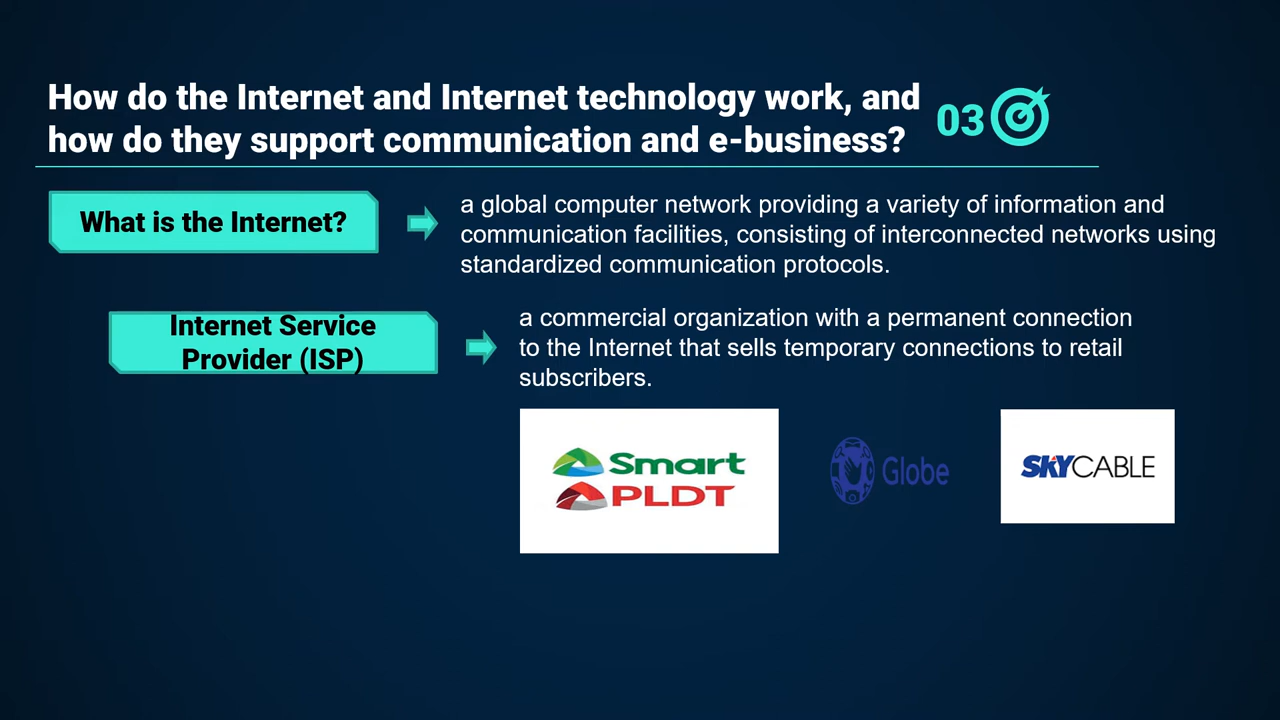 How do the Internet and Internet technology work, and
how do they support communication and e-business?
03
What is the Internet?
a global computer network providing a variety of information and
communication facilities, consisting of interconnected networks using
standardized communication protocols.
Internet Service
Provider (ISP)
a commercial organization with a permanent connection
to the Internet that sells temporary connections to retail
subscribers.
Smart
PLDT
Globe
SKYCABLE